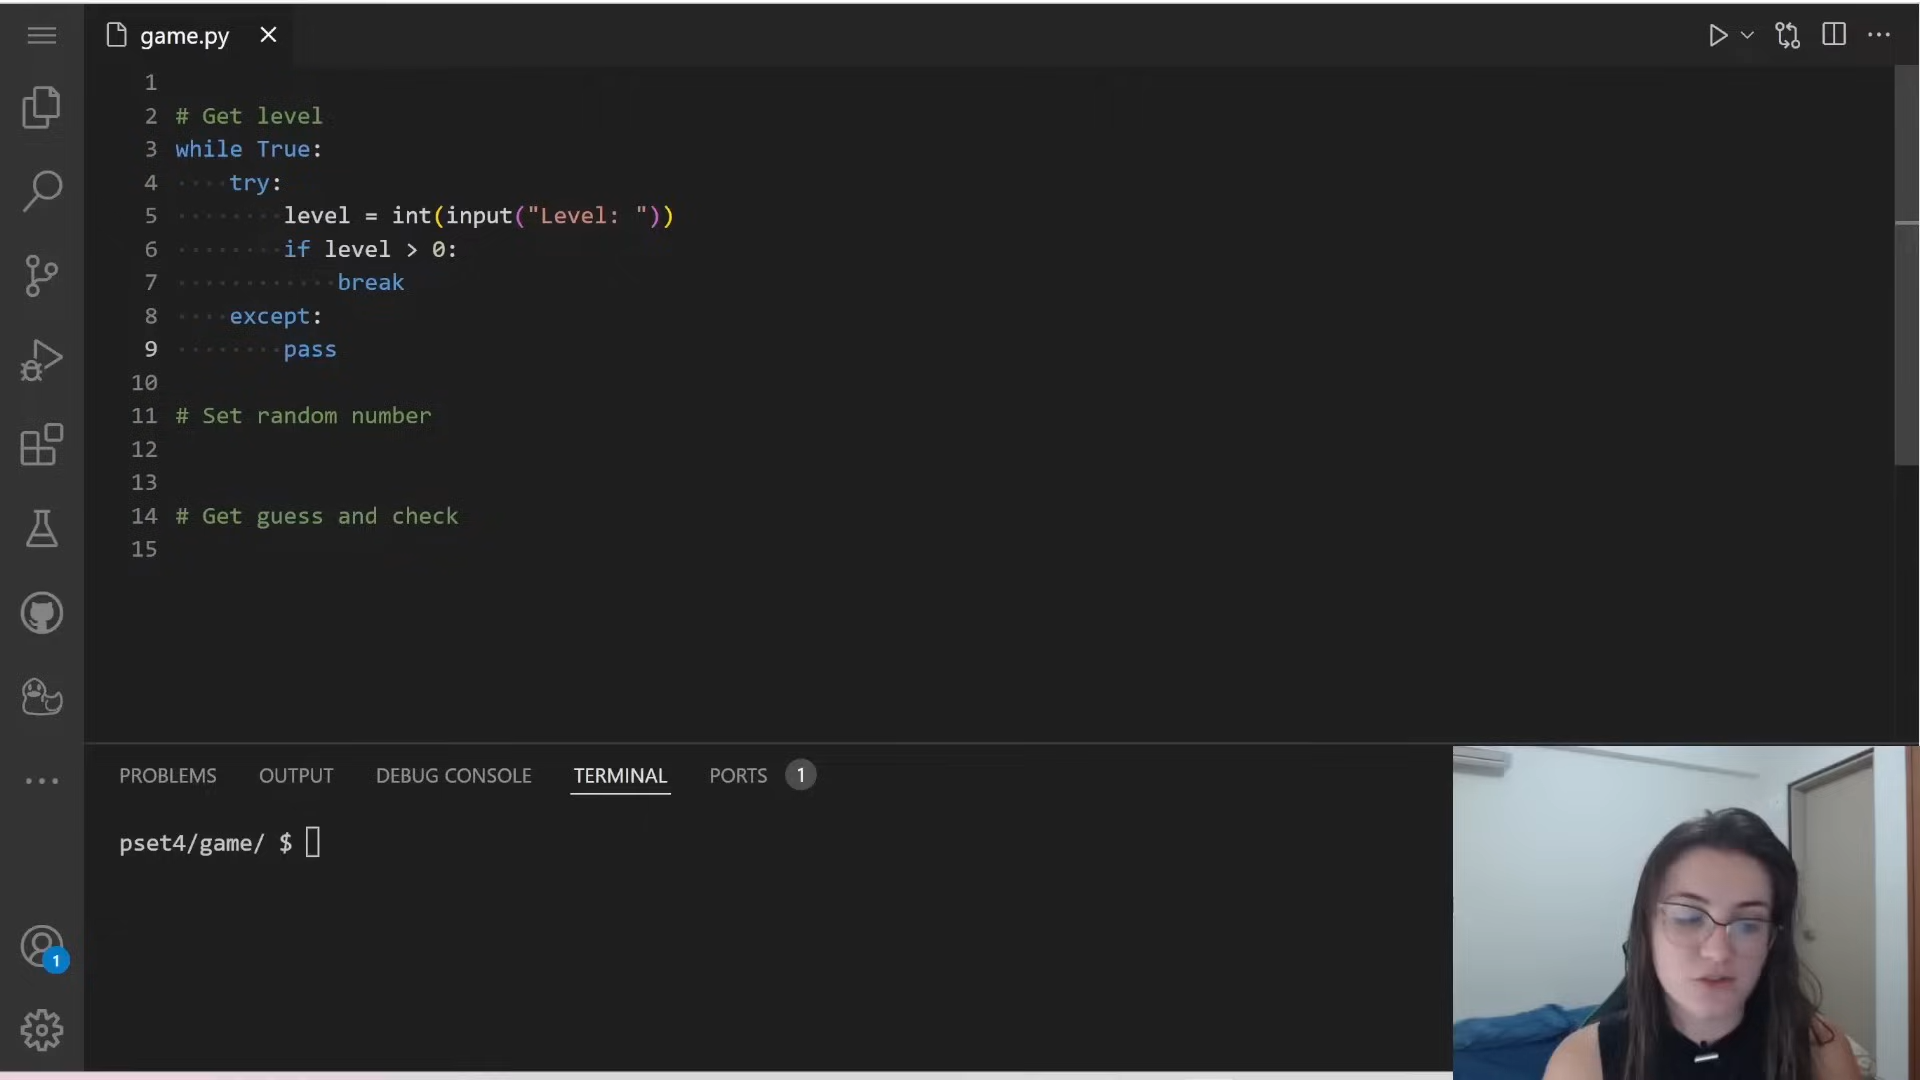 game.py
1
2 # Get level
3 while True:
4 try:
5 level = int(input("Level: "))
6 if level > 0:
7 break
8 except:
9 pass
10
11 # Set random number
12
13
14 # Get guess and check
15
PROBLEMS OUTPUT DEBUG CONSOLE TERMINAL PORTS 1
pset4/game/ $
1